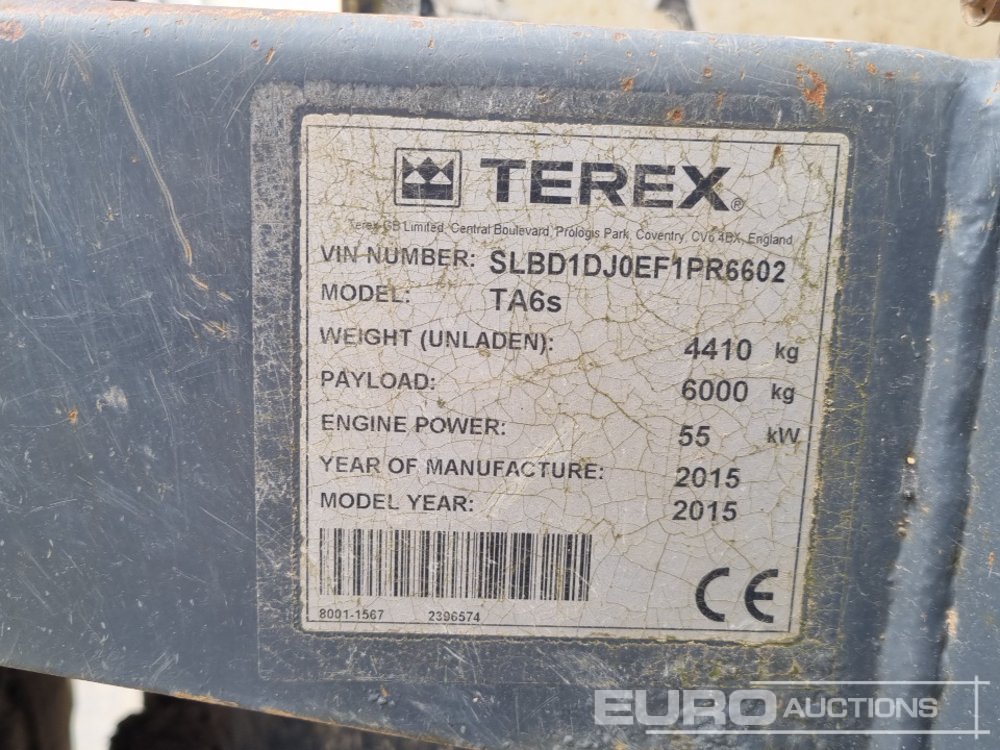 TEREX®
Terex GB Limited, Central Boulevard, Prologis Park, Coventry, CV6 4BX, England
VIN NUMBER: SLBD1DJ0EF1PR6602
MODEL: TA6s
WEIGHT (UNLADEN): 4410 kg
PAYLOAD: 6000 kg
ENGINE POWER: 55 kW
YEAR OF MANUFACTURE: 2015
MODEL YEAR: 2015
8001-1567 2396574
CE
EURO AUCTIONS